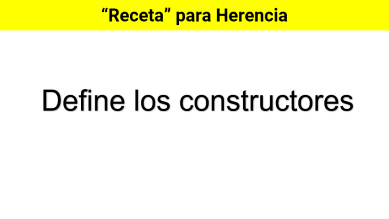 “Receta” para Herencia
Define los constructores